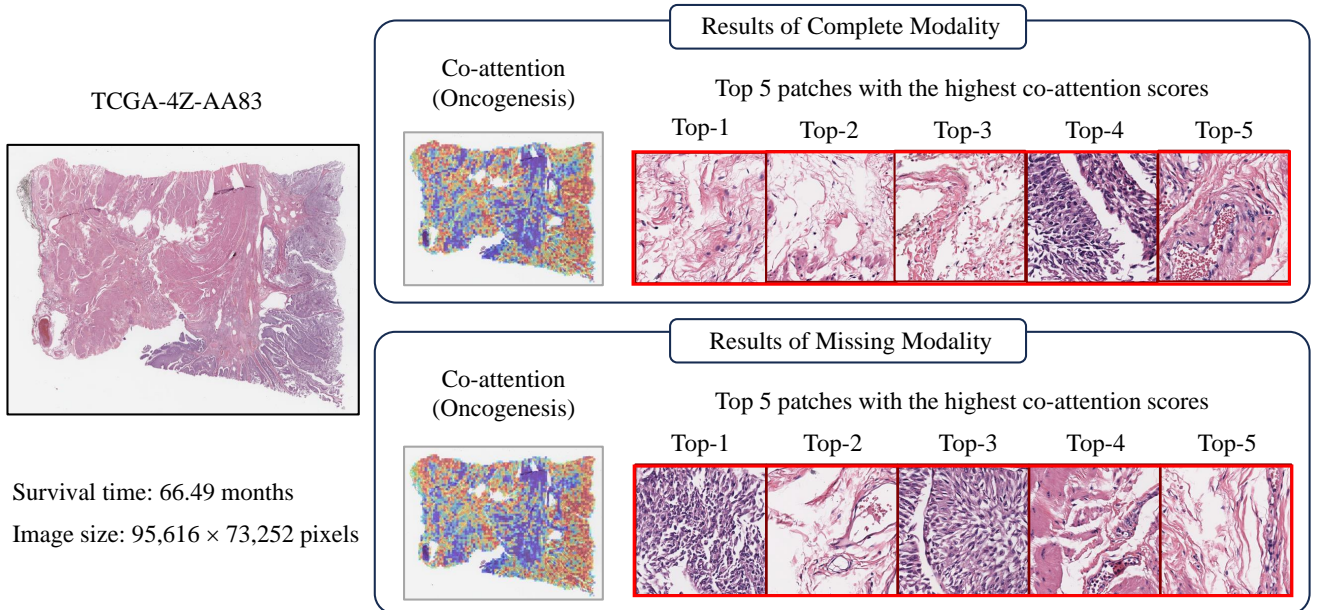 TCGA-4Z-AA83
Survival time: 66.49 months
Image size: 95,616 × 73,252 pixels
Results of Complete Modality
Co-attention
(Oncogenesis)
Top 5 patches with the highest co-attention scores
Top-1 Top-2 Top-3 Top-4 Top-5
Results of Missing Modality
Co-attention
(Oncogenesis)
Top 5 patches with the highest co-attention scores
Top-1 Top-2 Top-3 Top-4 Top-5